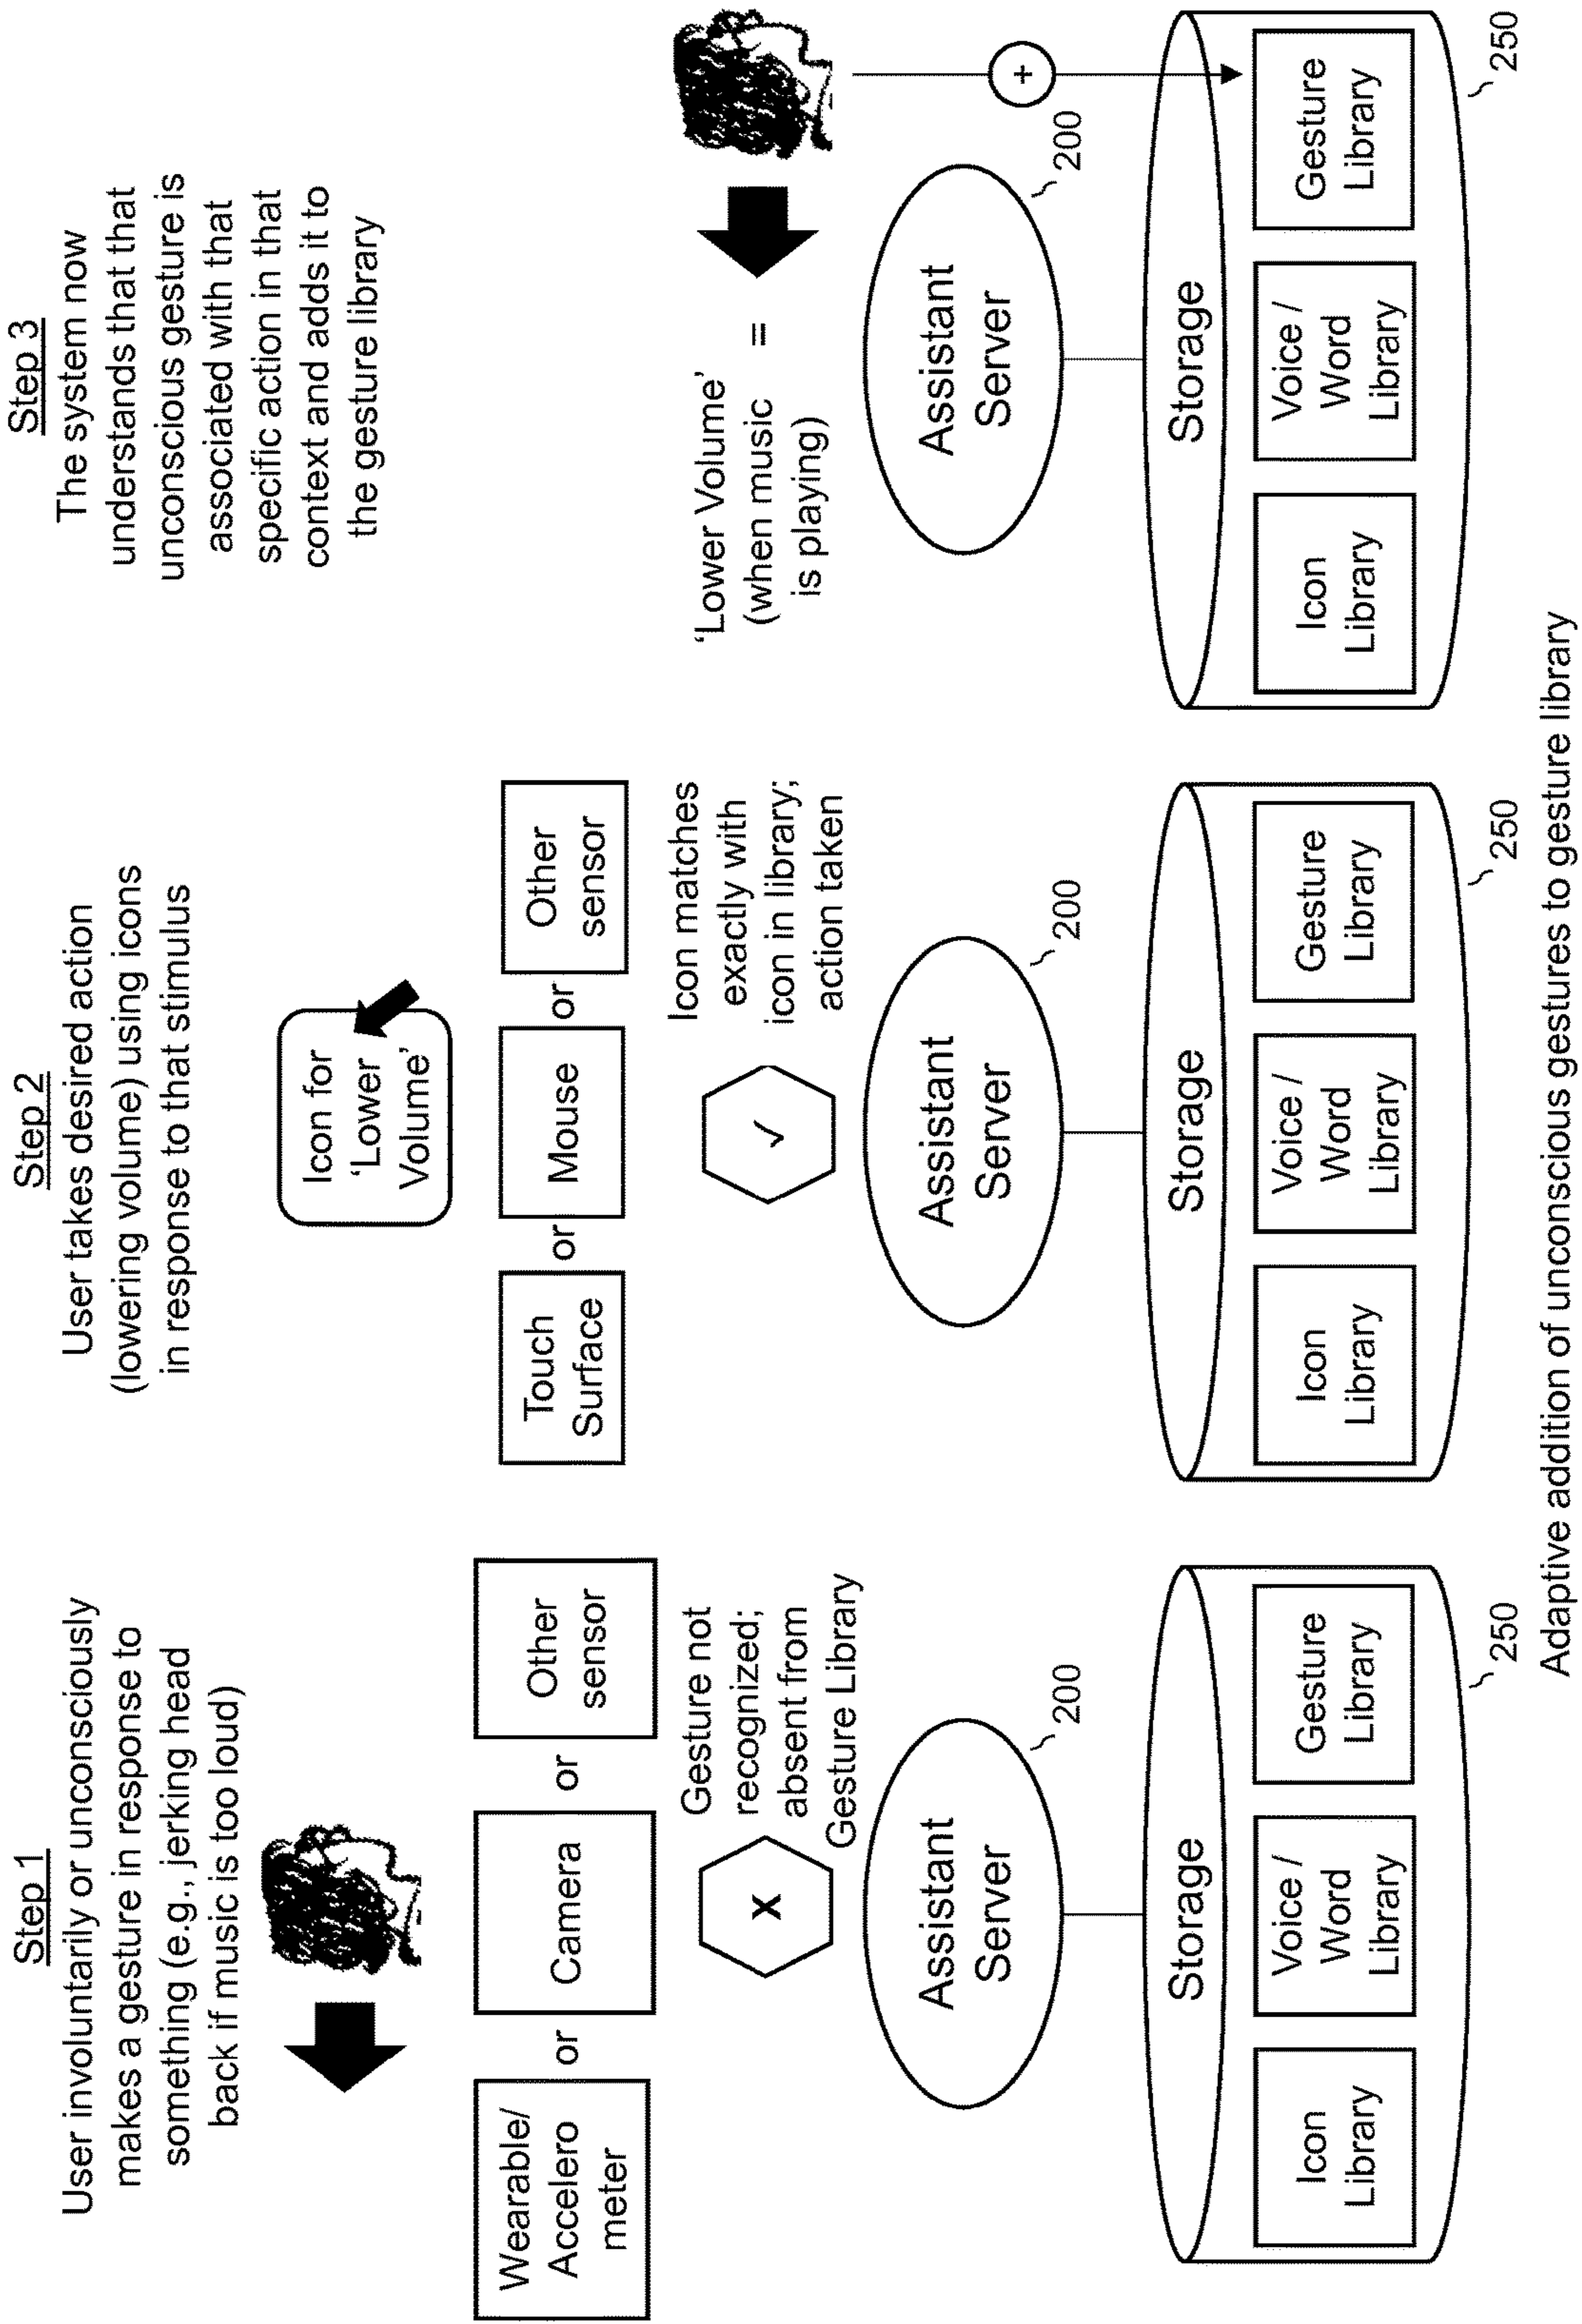 Step 1
User involuntarily or unconsciously
makes a gesture in response to
something (e.g., jerking head
back if music is too loud)
Wearable/
Accelero
meter
or
Camera
or
Other
sensor
X
Gesture not
recognized;
absent from
Gesture Library
Assistant
Server
200
Storage
Icon
Library
Voice /
Word
Library
Gesture
Library
250
Step 2
User takes desired action
(lowering volume) using icons
in response to that stimulus
Icon for
‘Lower
Volume’
Touch
Surface
or
Mouse
or
Other
sensor
✓
Icon matches
exactly with
icon in library;
action taken
Assistant
Server
200
Storage
Icon
Library
Voice /
Word
Library
Gesture
Library
250
Step 3
The system now
understands that that
unconscious gesture is
associated with that
specific action in that
context and adds it to
the gesture library
‘Lower Volume’
(when music
is playing)
=
+
Assistant
Server
200
Storage
Icon
Library
Voice /
Word
Library
Gesture
Library
250
Adaptive addition of unconscious gestures to gesture library